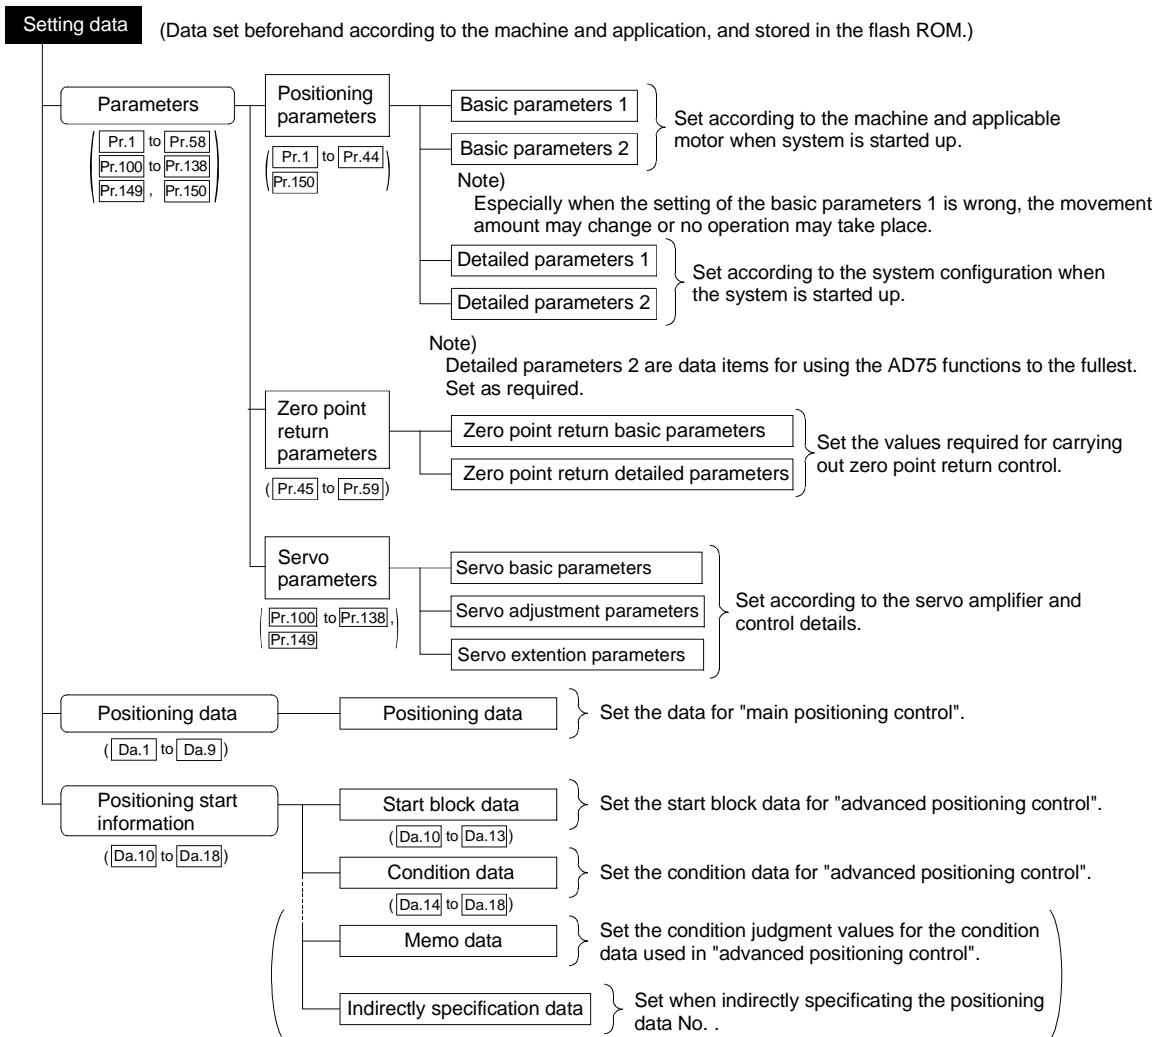 Setting data
(Data set beforehand according to the machine and application, and stored in the flash ROM.)
Parameters
( Pr.1 to Pr.58
Pr.100 to Pr.138
Pr.149 , Pr.150 )
Positioning
parameters
( Pr.1 to Pr.44
Pr.150 )
Basic parameters 1
Basic parameters 2
Set according to the machine and applicable
motor when system is started up.
Note)
Especially when the setting of the basic parameters 1 is wrong, the movement
amount may change or no operation may take place.
Detailed parameters 1
Detailed parameters 2
Set according to the system configuration when
the system is started up.
Note)
Detailed parameters 2 are data items for using the AD75 functions to the fullest.
Set as required.
Zero point
return
parameters
( Pr.45 to Pr.59 )
Zero point return basic parameters
Zero point return detailed parameters
Set the values required for carrying
out zero point return control.
Servo
parameters
( Pr.100 to Pr.138 ,
Pr.149 )
Servo basic parameters
Servo adjustment parameters
Servo extention parameters
Set according to the servo amplifier and
control details.
Positioning data
( Da.1 to Da.9 )
Positioning data
Set the data for "main positioning control".
Positioning start
information
( Da.10 to Da.18 )
Start block data
( Da.10 to Da.13 )
Set the start block data for "advanced positioning control".
Condition data
( Da.14 to Da.18 )
Set the condition data for "advanced positioning control".
Memo data
Set the condition judgment values for the condition
data used in "advanced positioning control".
Indirectly specification data
Set when indirectly specificating the positioning
data No. .